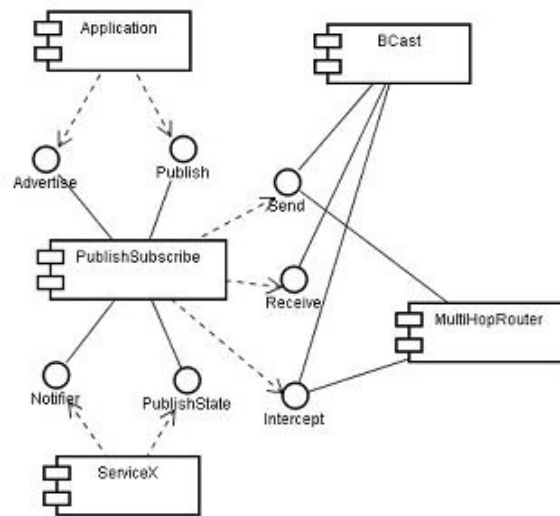 Application
BCast
Advertise
Publish
Send
PublishSubscribe
Receive
MultiHopRouter
Notifier
PublishState
Intercept
ServiceX